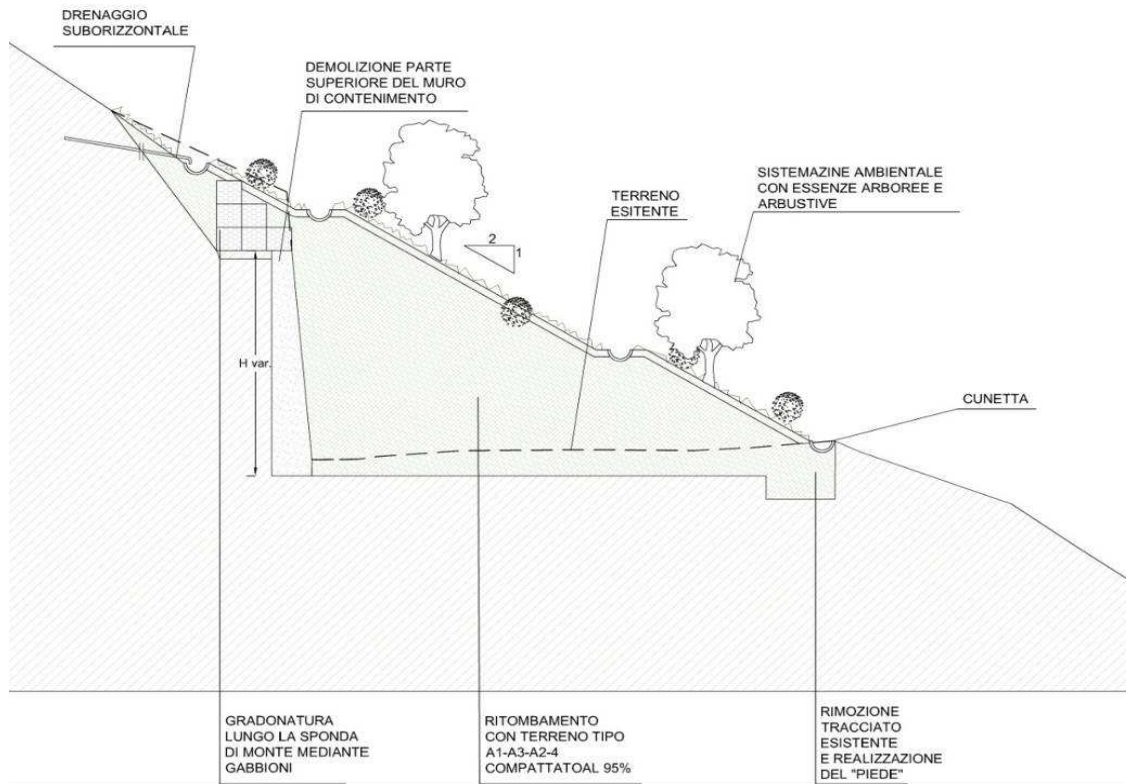 DRENAGGIO
SUBORIZZONTALE
DEMOLIZIONE PARTE
SUPERIORE DEL MURO
DI CONTENIMENTO
TERRENO
ESITENTE
SISTEMAZINE AMBIENTALE
CON ESSENZE ARBOREE E
ARBUSTIVE
2
1
H var.
CUNETTA
GRADONATURA
LUNGO LA SPONDA
DI MONTE MEDIANTE
GABBIONI
RITOMBAMENTO
CON TERRENO TIPO
A1-A3-A2-4
COMPATTATOAL 95%
RIMOZIONE
TRACCIATO
ESISTENTE
E REALIZZAZIONE
DEL "PIEDE"